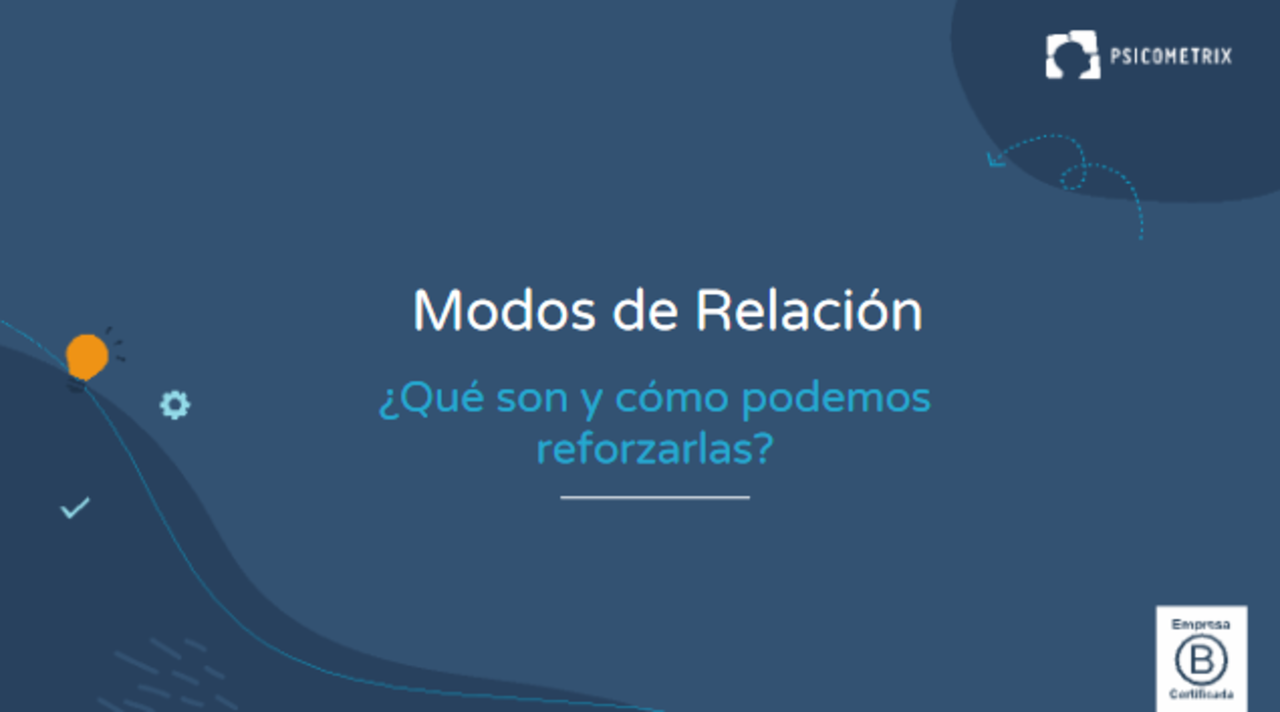 PSICOMETRIX
Modos de Relación
¿Qué son y cómo podemos
reforzarlas?
Empresa
B
Certificada